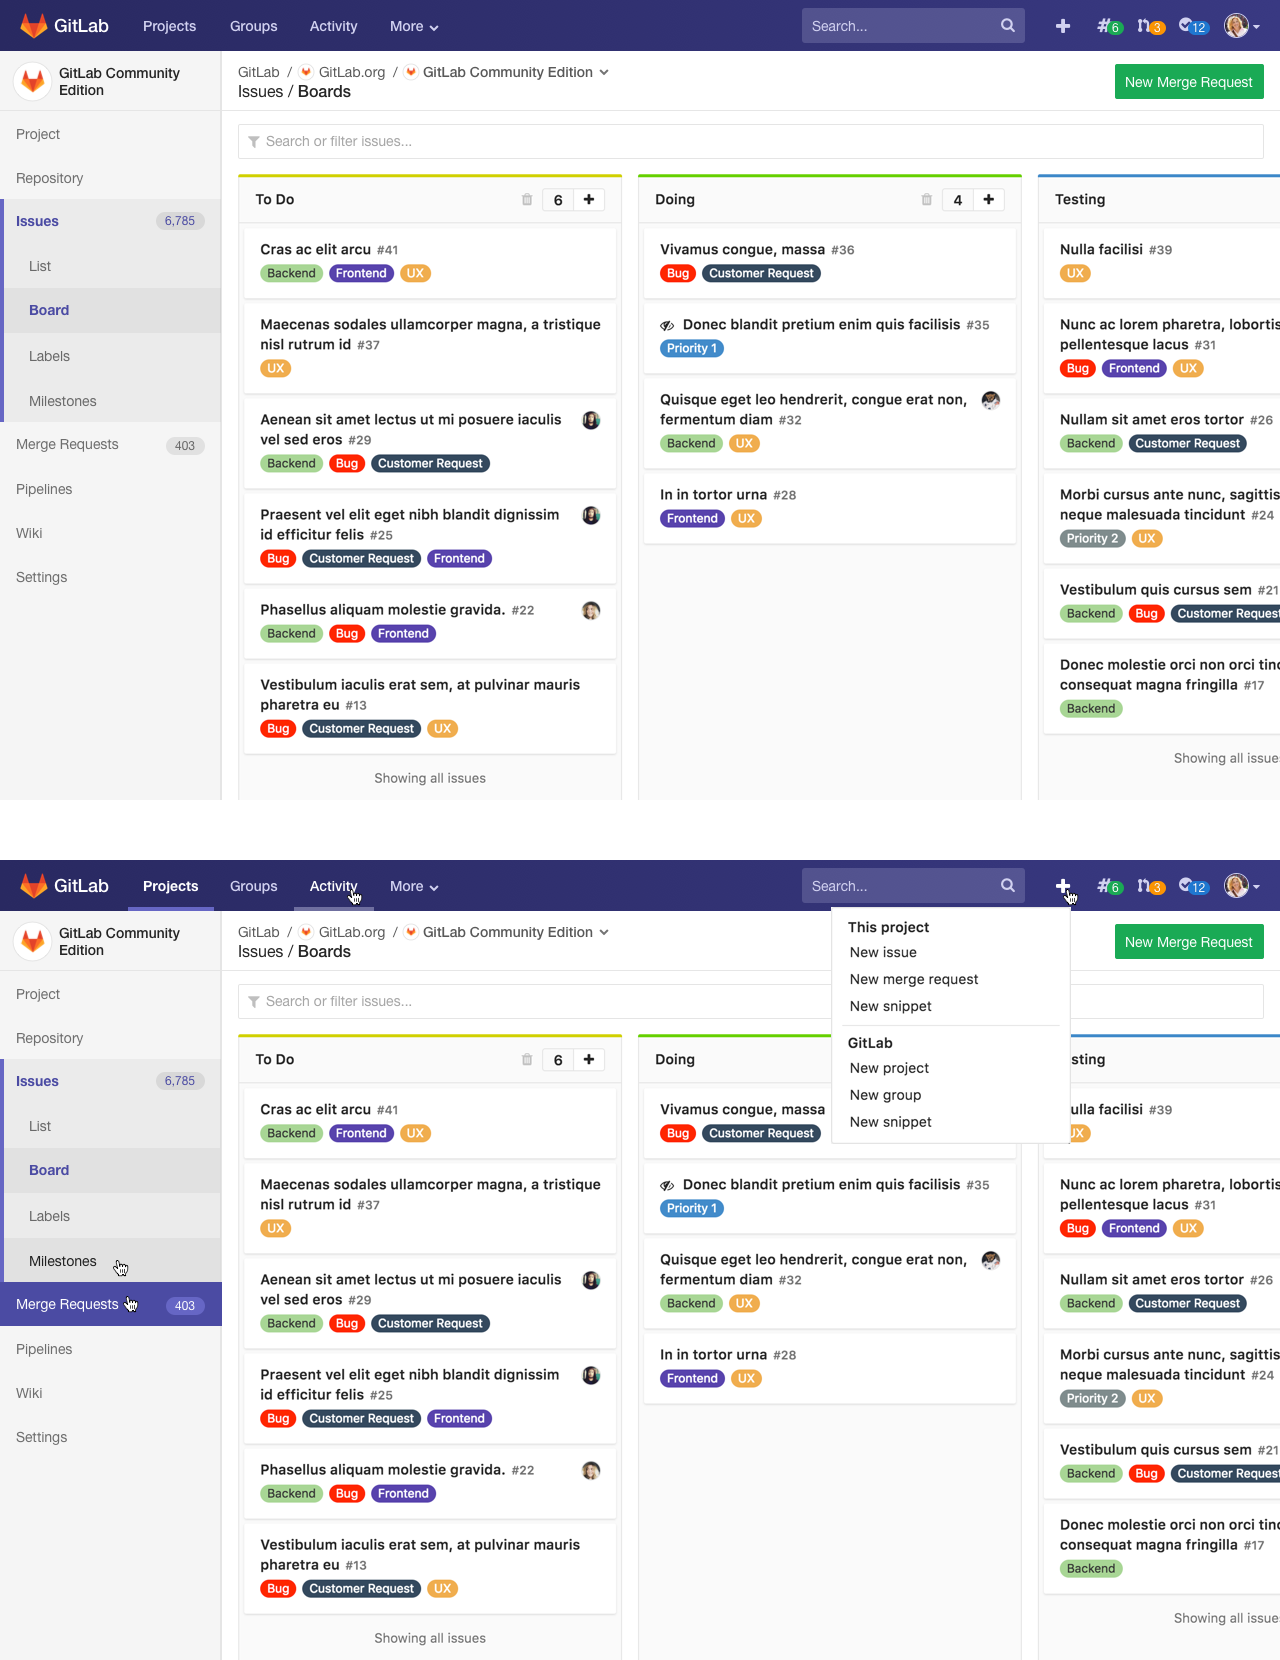 GitLab Projects Groups Activity More Search... 6 3 12
GitLab Community
Edition
GitLab / GitLab.org / GitLab Community Edition
Issues / Boards
New Merge Request
Project
Repository
Issues 6,785
List
Board
Labels
Milestones
Merge Requests 403
Pipelines
Wiki
Settings
Search or filter issues...
To Do 6
Cras ac elit arcu #41
Backend Frontend UX
Maecenas sodales ullamcorper magna, a tristique
nisl rutrum id #37
UX
Aenean sit amet lectus ut mi posuere iaculis
vel sed eros #29
Backend Bug Customer Request
Praesent vel elit eget nibh blandit dignissim
id efficitur felis #25
Bug Customer Request Frontend
Phasellus aliquam molestie gravida. #22
Backend Bug Frontend
Vestibulum iaculis erat sem, at pulvinar mauris
pharetra eu #13
Bug Customer Request UX
Showing all issues
Doing 4
Vivamus congue, massa #36
Bug Customer Request
Donec blandit pretium enim quis facilisis #35
Priority 1
Quisque eget leo hendrerit, congue erat non,
fermentum diam #32
Backend UX
In in tortor urna #28
Frontend UX
Testing
Nulla facilisi #39
UX
Nunc ac lorem pharetra, lobortis
pellentesque lacus #31
Bug Frontend UX
Nullam sit amet eros tortor #26
Backend Customer Request
Morbi cursus ante nunc, sagittis
neque malesuada tincidunt #24
Priority 2 UX
Vestibulum quis cursus sem #21
Backend Bug Customer Request
Donec molestie orci non orci tinc
consequat magna fringilla #17
Backend
Showing all issue
GitLab Projects Groups Activity More Search... 6 3 12
GitLab Community
Edition
GitLab / GitLab.org / GitLab Community Edition
Issues / Boards
New Merge Request
This project
New issue
New merge request
New snippet
GitLab
New project
New group
New snippet
Project
Repository
Issues 6,785
List
Board
Labels
Milestones
Merge Requests 403
Pipelines
Wiki
Settings
Search or filter issues...
To Do 6
Cras ac elit arcu #41
Backend Frontend UX
Maecenas sodales ullamcorper magna, a tristique
nisl rutrum id #37
UX
Aenean sit amet lectus ut mi posuere iaculis
vel sed eros #29
Backend Bug Customer Request
Praesent vel elit eget nibh blandit dignissim
id efficitur felis #25
Bug Customer Request Frontend
Phasellus aliquam molestie gravida. #22
Backend Bug Frontend
Vestibulum iaculis erat sem, at pulvinar mauris
pharetra eu #13
Bug Customer Request UX
Showing all issues
Doing
Vivamus congue, massa
Bug Customer Request
Donec blandit pretium enim quis facilisis #35
Priority 1
Quisque eget leo hendrerit, congue erat non,
fermentum diam #32
Backend UX
In in tortor urna #28
Frontend UX
sting
ulla facilisi #39
UX
Nunc ac lorem pharetra, lobortis
pellentesque lacus #31
Bug Frontend UX
Nullam sit amet eros tortor #26
Backend Customer Request
Morbi cursus ante nunc, sagittis
neque malesuada tincidunt #24
Priority 2 UX
Vestibulum quis cursus sem #21
Backend Bug Customer Request
Donec molestie orci non orci tinc
consequat magna fringilla #17
Backend
Showing all issue